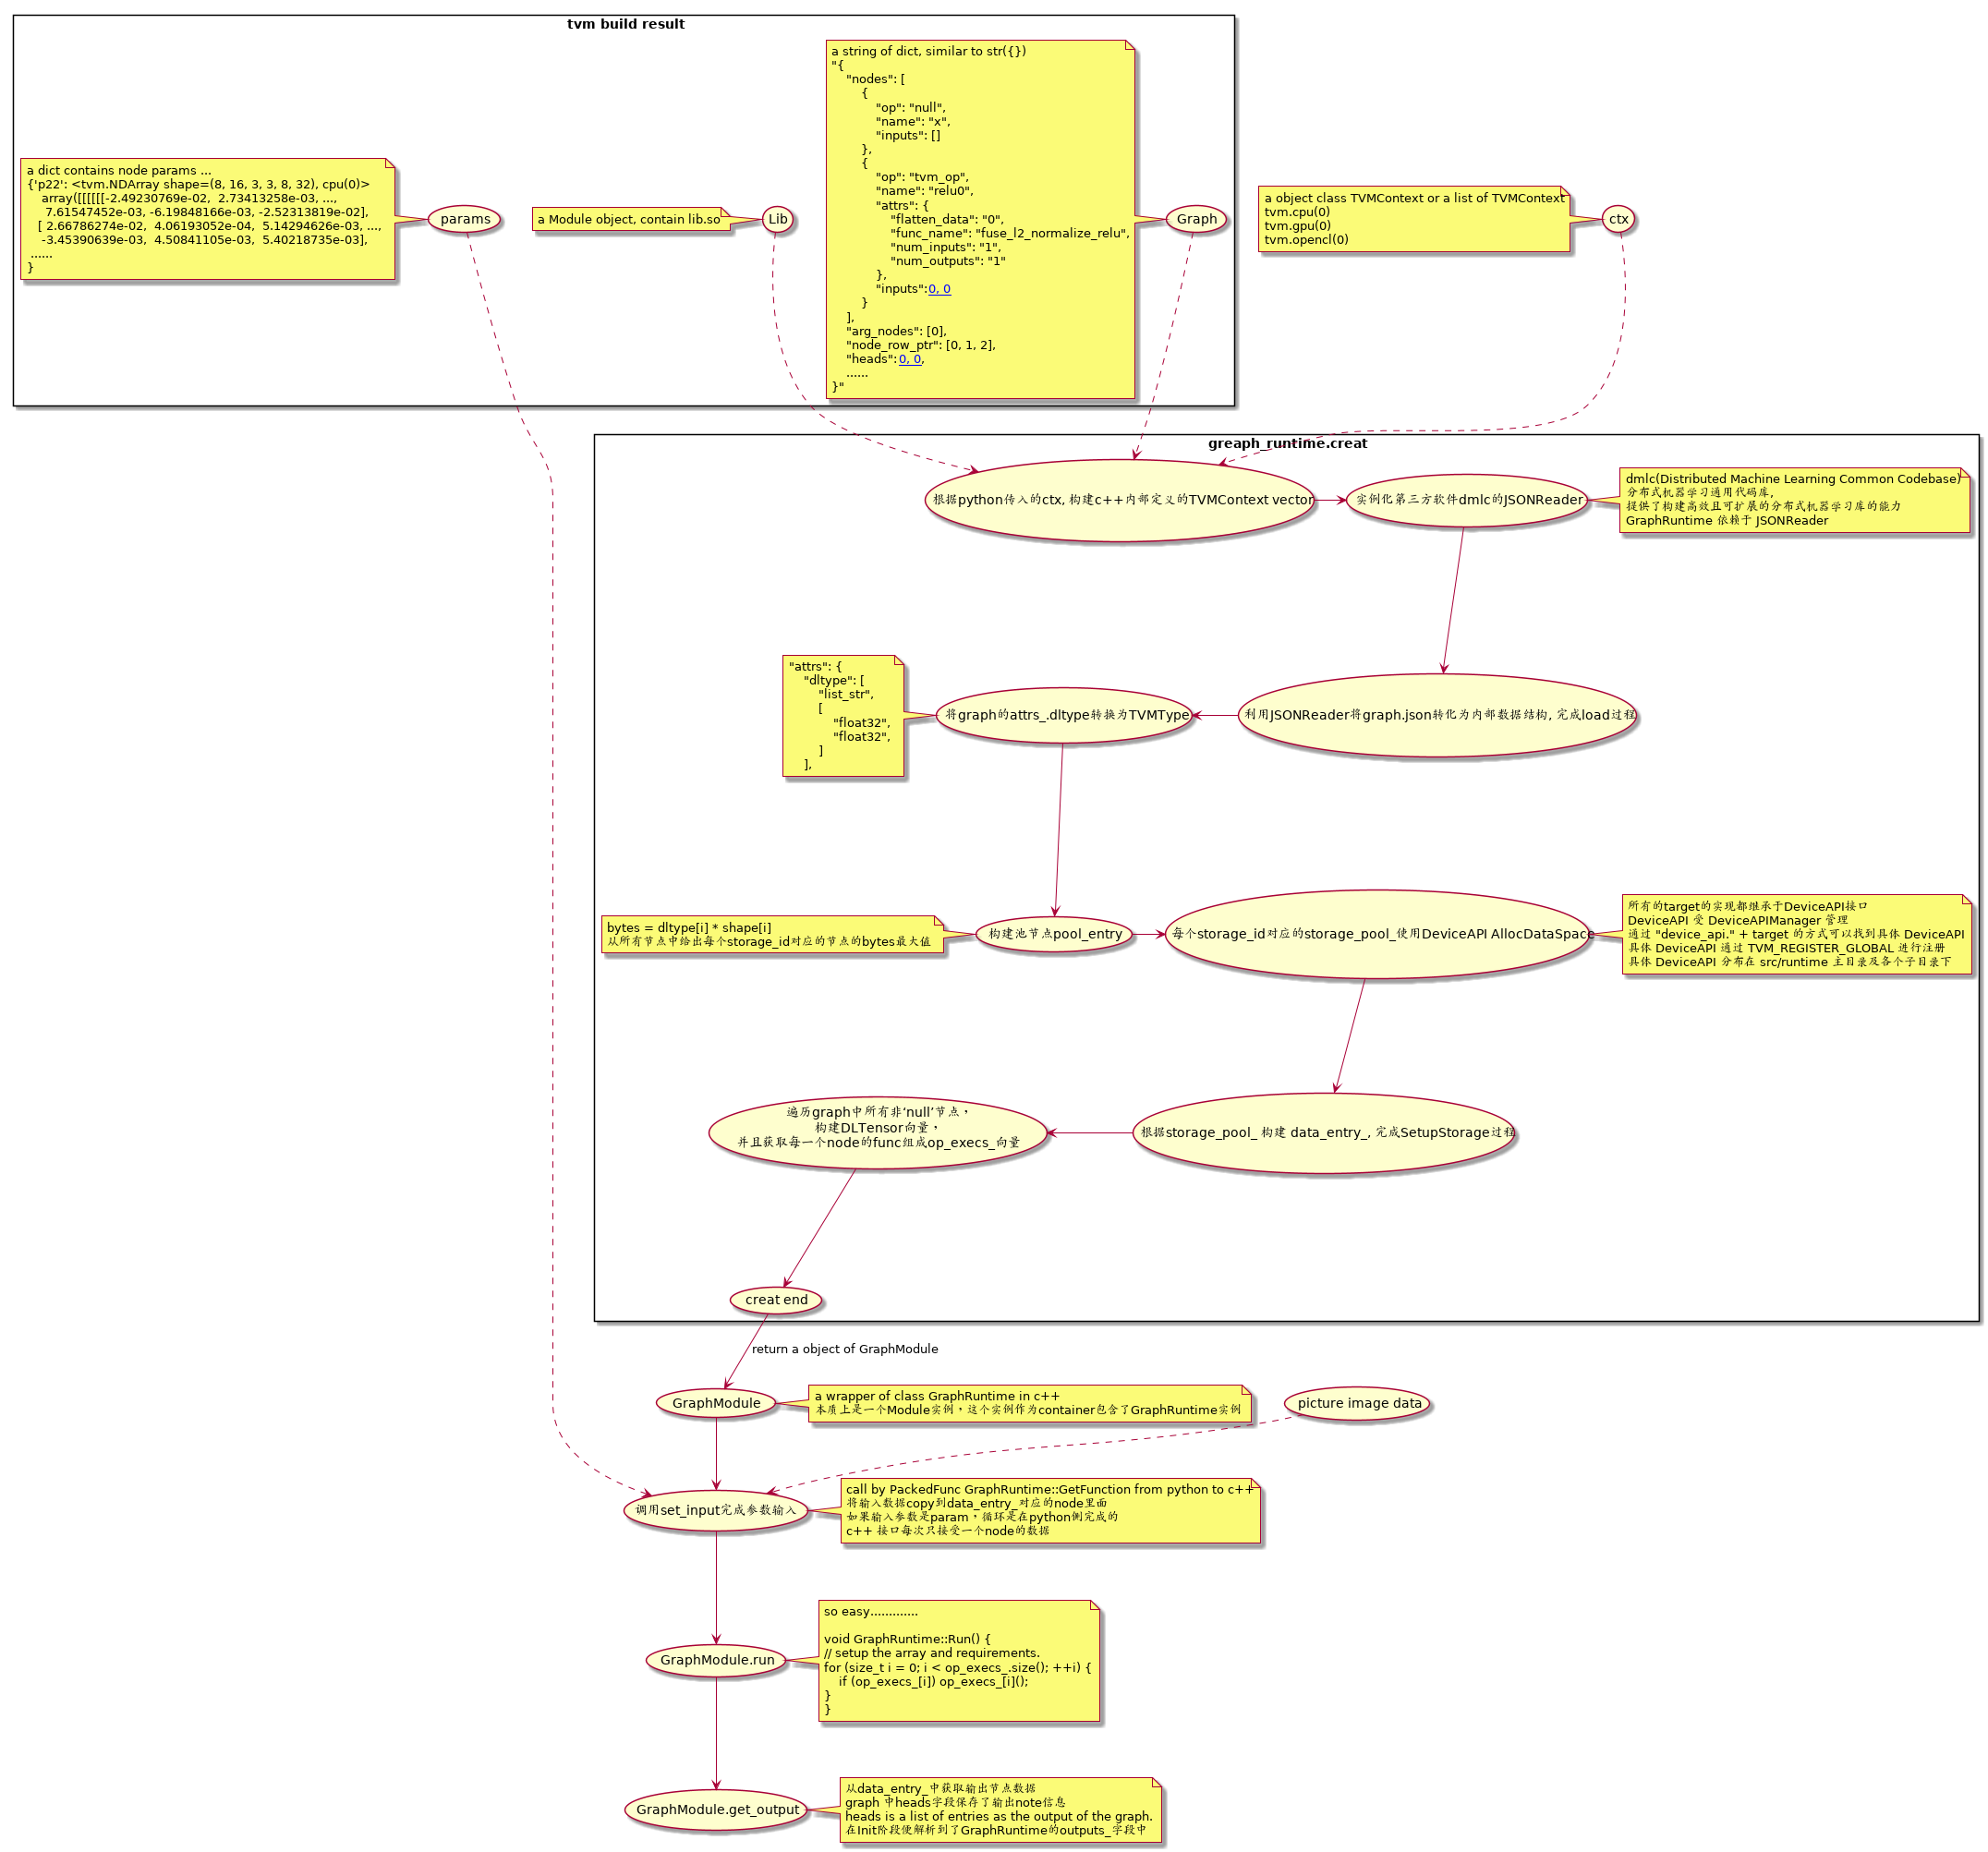 tvm build result
a dict contains node params ...
{'p22': <tvm.NDArray shape=(8, 16, 3, 3, 8, 32), cpu(0)>
array([[[[[[-2.49230769e-02,  2.73413258e-03, ...,
7.61547452e-03, -6.19848166e-03, -2.52313819e-02],
[ 2.66786274e-02,  4.06193052e-04,  5.14294626e-03, ...,
-3.45390639e-03,  4.50841105e-03,  5.40218735e-03],
......
}
params
a Module object, contain lib.so
Lib
a string of dict, similar to str({})
"{
"nodes": [
{
"op": "null",
"name": "x",
"inputs": []
},
{
"op": "tvm_op",
"name": "relu0",
"attrs": {
"flatten_data": "0",
"func_name": "fuse_l2_normalize_relu",
"num_inputs": "1",
"num_outputs": "1"
},
"inputs":0, 0
}
],
"arg_nodes": [0],
"node_row_ptr": [0, 1, 2],
"heads":0, 0,
......
}"
Graph
a object class TVMContext or a list of TVMContext
tvm.cpu(0)
tvm.gpu(0)
tvm.opencl(0)
ctx
greaph_runtime.creat
根据python传入的ctx, 构建c++内部定义的TVMContext vector
实例化第三方软件dmlc的JSONReader
dmlc(Distributed Machine Learning Common Codebase)
分布式机器学习通用代码库,
提供了构建高效且可扩展的分布式机器学习库的能力
GraphRuntime 依赖于 JSONReader
"attrs": {
"dltype": [
"list_str",
[
"float32",
"float32",
]
],
将graph的attrs_.dltype转换为TVMType
利用JSONReader将graph.json转化为内部数据结构, 完成load过程
bytes = dltype[i] * shape[i]
从所有节点中给出每个storage_id对应的节点的bytes最大值
构建池节点pool_entry
每个storage_id对应的storage_pool_使用DeviceAPI AllocDataSpace
所有的target的实现都继承于DeviceAPI接口
DeviceAPI 受 DeviceAPIManager 管理
通过 "device_api." + target 的方式可以找到具体 DeviceAPI
具体 DeviceAPI 通过 TVM_REGISTER_GLOBAL 进行注册
具体 DeviceAPI 分布在 src/runtime 主目录及各个子目录下
遍历graph中所有非‘null’节点，
构建DLTensor向量，
并且获取每一个node的func组成op_execs_向量
根据storage_pool_ 构建 data_entry_, 完成SetupStorage过程
creat end
return a object of GraphModule
GraphModule
a wrapper of class GraphRuntime in c++
本质上是一个Module实例，这个实例作为container包含了GraphRuntime实例
picture image data
调用set_input完成参数输入
call by PackedFunc GraphRuntime::GetFunction from python to c++
将输入数据copy到data_entry_对应的node里面
如果输入参数是param，循环是在python侧完成的
c++ 接口每次只接受一个node的数据
GraphModule.run
so easy.............
void GraphRuntime::Run() {
// setup the array and requirements.
for (size_t i = 0; i < op_execs_.size(); ++i) {
if (op_execs_[i]) op_execs_[i]();
}
}
GraphModule.get_output
从data_entry_中获取输出节点数据
graph 中heads字段保存了输出note信息
heads is a list of entries as the output of the graph.
在Init阶段便解析到了GraphRuntime的outputs_字段中